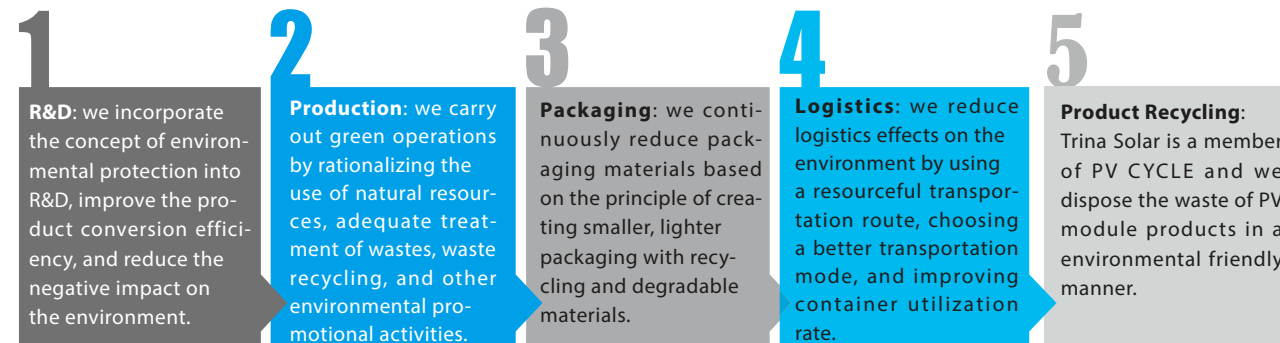 1
R&D: we incorporate
the concept of environ-
mental protection into
R&D, improve the pro-
duct conversion effici-
ency, and reduce the
negative impact on
the environment.
2
Production: we carry
out green operations
by rationalizing the
use of natural resour-
ces, adequate treat-
ment of wastes, waste
recycling, and other
environmental pro-
motional activities.
3
Packaging: we conti-
nuously reduce pack-
aging materials based
on the principle of crea-
ting smaller, lighter
packaging with recy-
cling and degradable
materials.
4
Logistics: we reduce
logistics effects on the
environment by using
a resourceful transpor-
tation route, choosing
a better transportation
mode, and improving
container utilization
rate.
5
Product Recycling:
Trina Solar is a member
of PV CYCLE and we
dispose the waste of PV
module products in a
environmental friendly
manner.